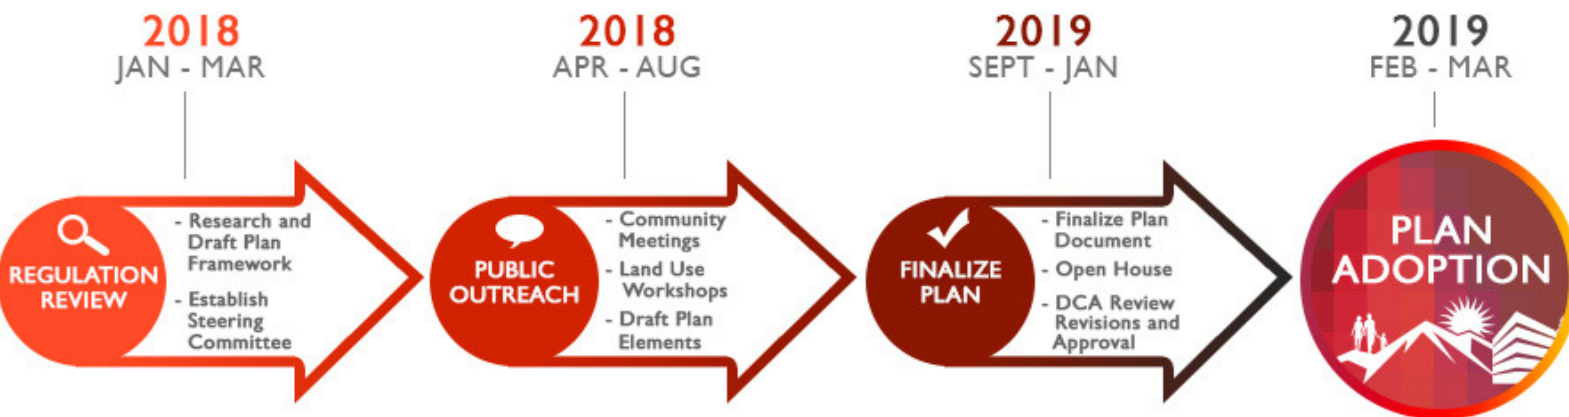 2018
JAN - MAR
REGULATION
REVIEW
- Research and
Draft Plan
Framework
- Establish
Steering
Committee
2018
APR - AUG
PUBLIC
OUTREACH
- Community
Meetings
- Land Use
Workshops
- Draft Plan
Elements
2019
SEPT - JAN
FINALIZE
PLAN
- Finalize Plan
Document
- Open House
- DCA Review
Revisions and
Approval
2019
FEB - MAR
PLAN
ADOPTION